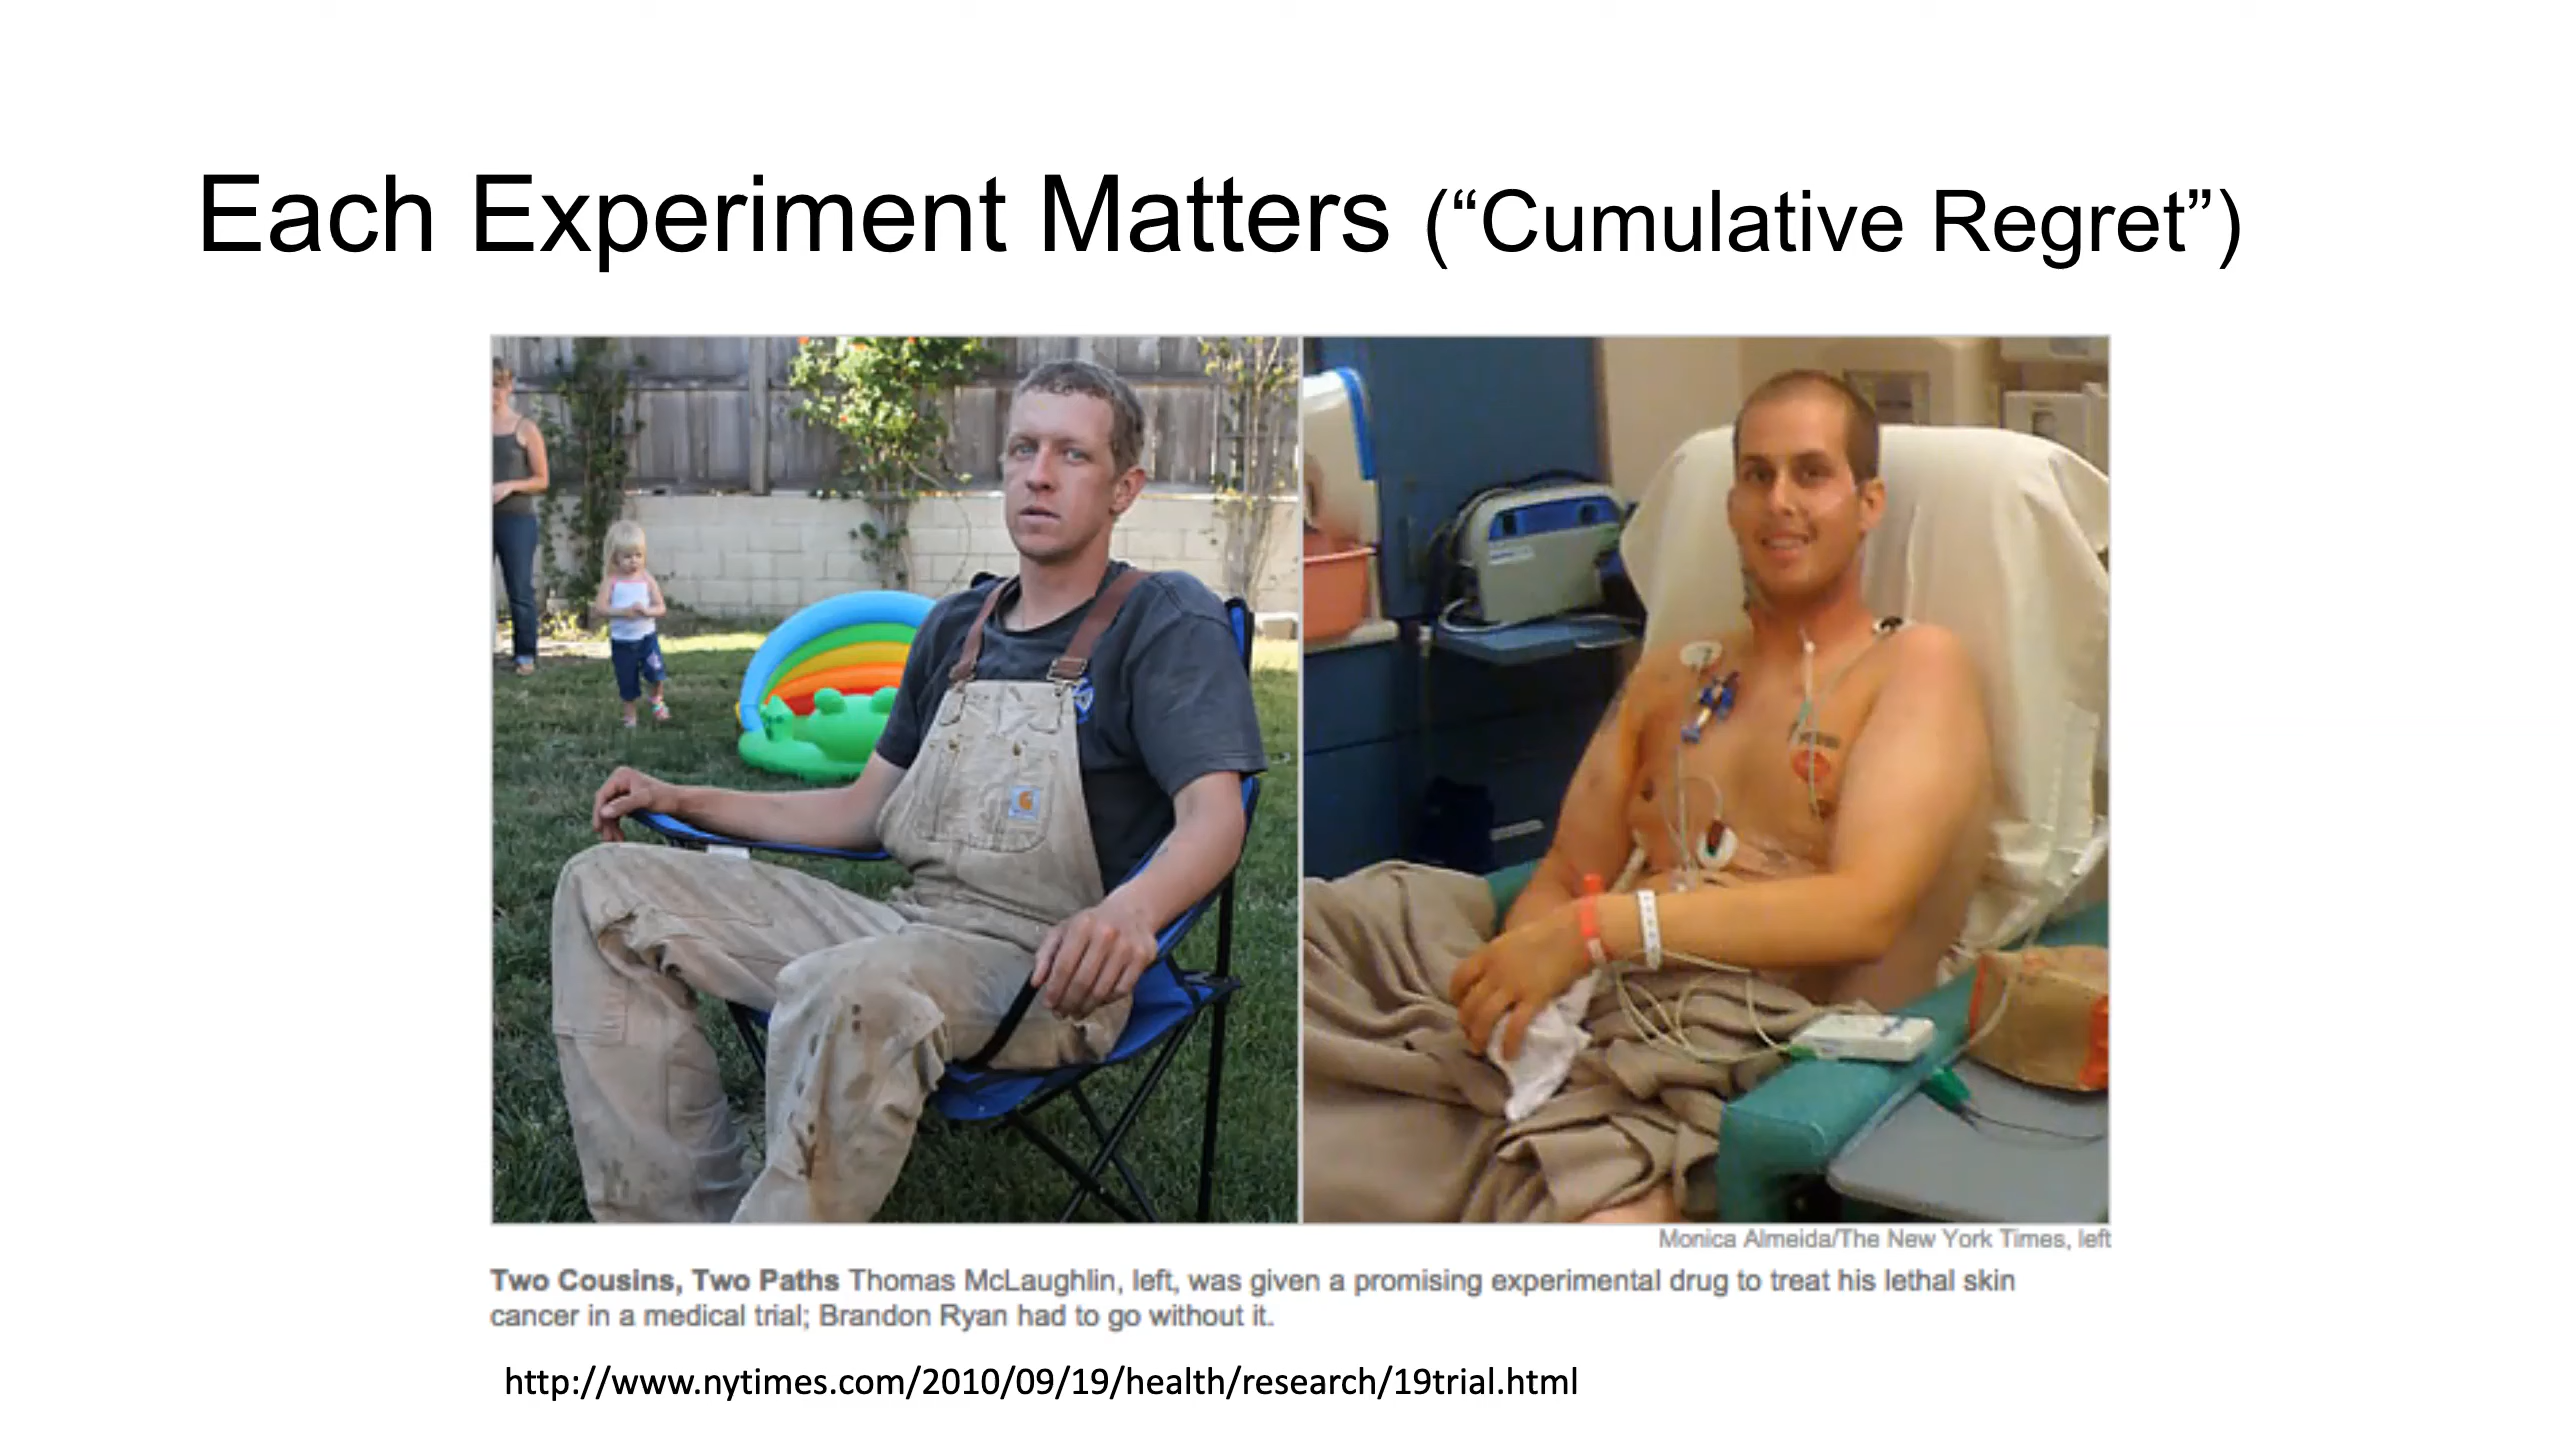 Each Experiment Matters (“Cumulative Regret”)
Monica Almeida/The New York Times, left
Two Cousins, Two Paths Thomas McLaughlin, left, was given a promising experimental drug to treat his lethal skin
cancer in a medical trial; Brandon Ryan had to go without it.
http://www.nytimes.com/2010/09/19/health/research/19trial.html